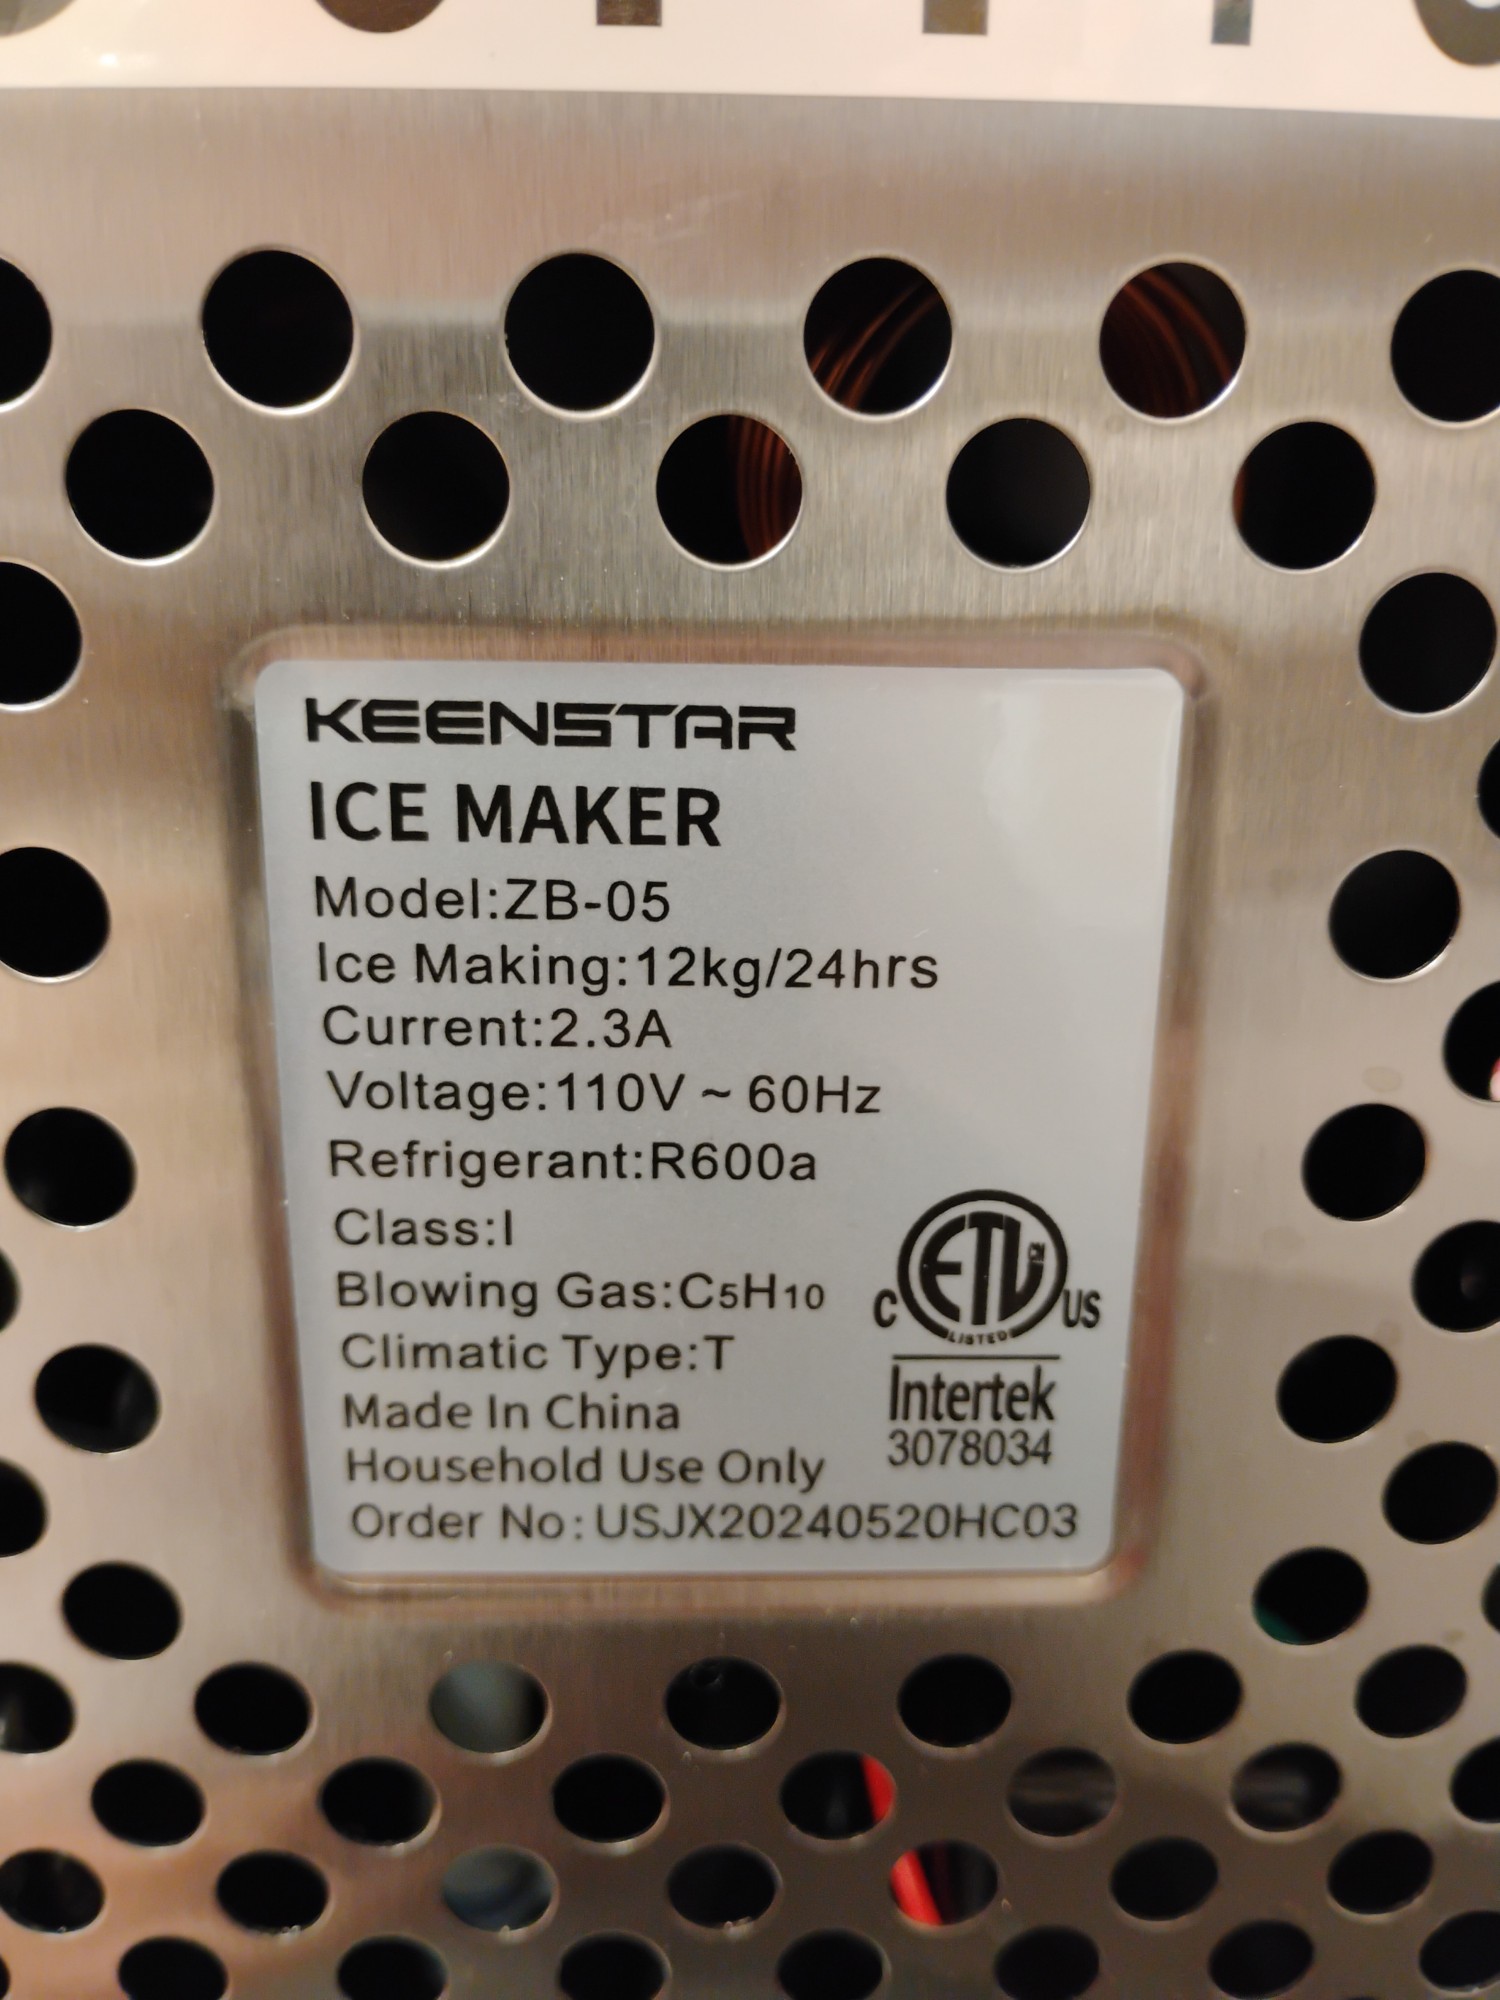 KEENSTAR
ICE MAKER
Model:ZB-05
Ice Making:12kg/24hrs
Current:2.3A
Voltage:110V ~ 60Hz
Refrigerant:R600a
Class:I
Blowing Gas:C5H10
Climatic Type:T
Made In China
Household Use Only
Order No:USJX20240520HC03
C ETL CM US
LISTED
Intertek
3078034